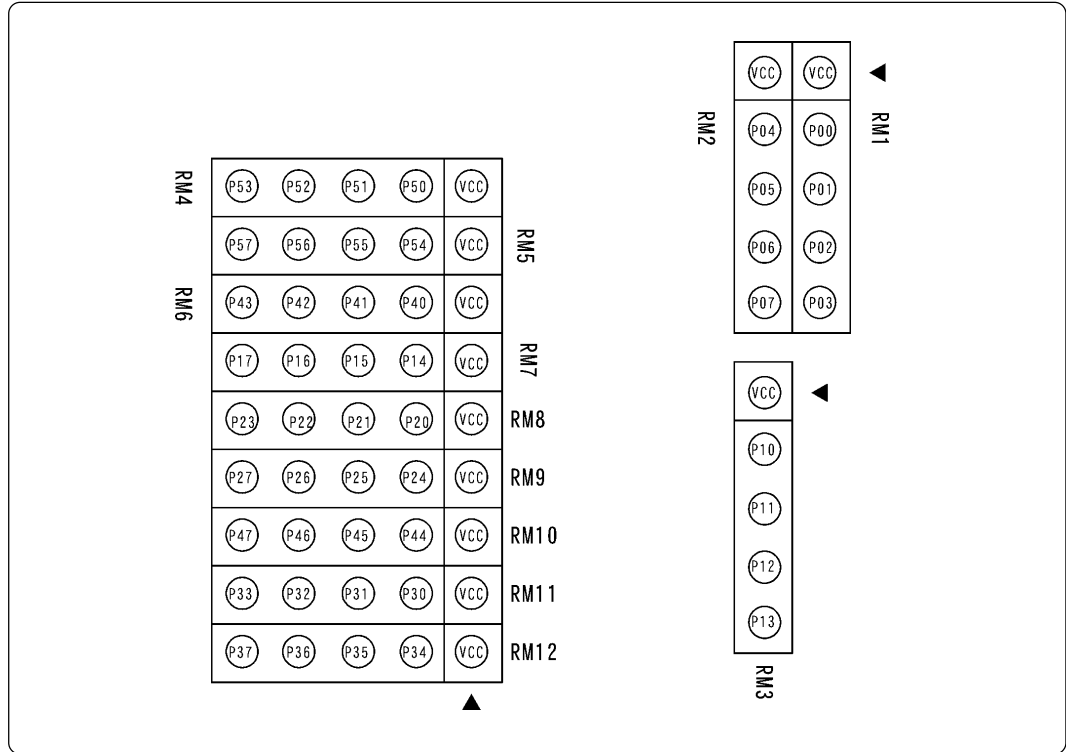 VCC VCC
RM2 P04 P00 RM1
P05 P01
P06 P02
P07 P03
RM4 P53 P52 P51 P50 VCC
P57 P56 P55 P54 VCC RM5
RM6 P43 P42 P41 P40 VCC
P17 P16 P15 P14 VCC RM7
P23 P22 P21 P20 VCC RM8
P27 P26 P25 P24 VCC RM9
P47 P46 P45 P44 VCC RM10
P33 P32 P31 P30 VCC RM11
P37 P36 P35 P34 VCC RM12
VCC
P10
P11
P12
P13
RM3